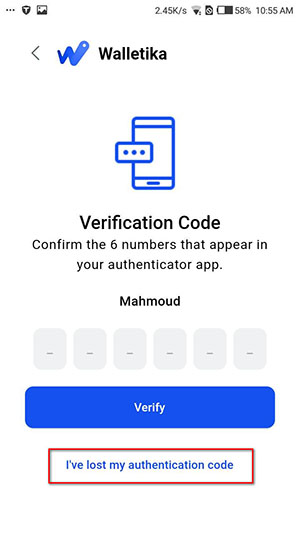 2.45K/s 58% 10:55 AM
Walletika
Verification Code
Confirm the 6 numbers that appear in
your authenticator app.
Mahmoud
_ _ _ _ _ _
Verify
I've lost my authentication code